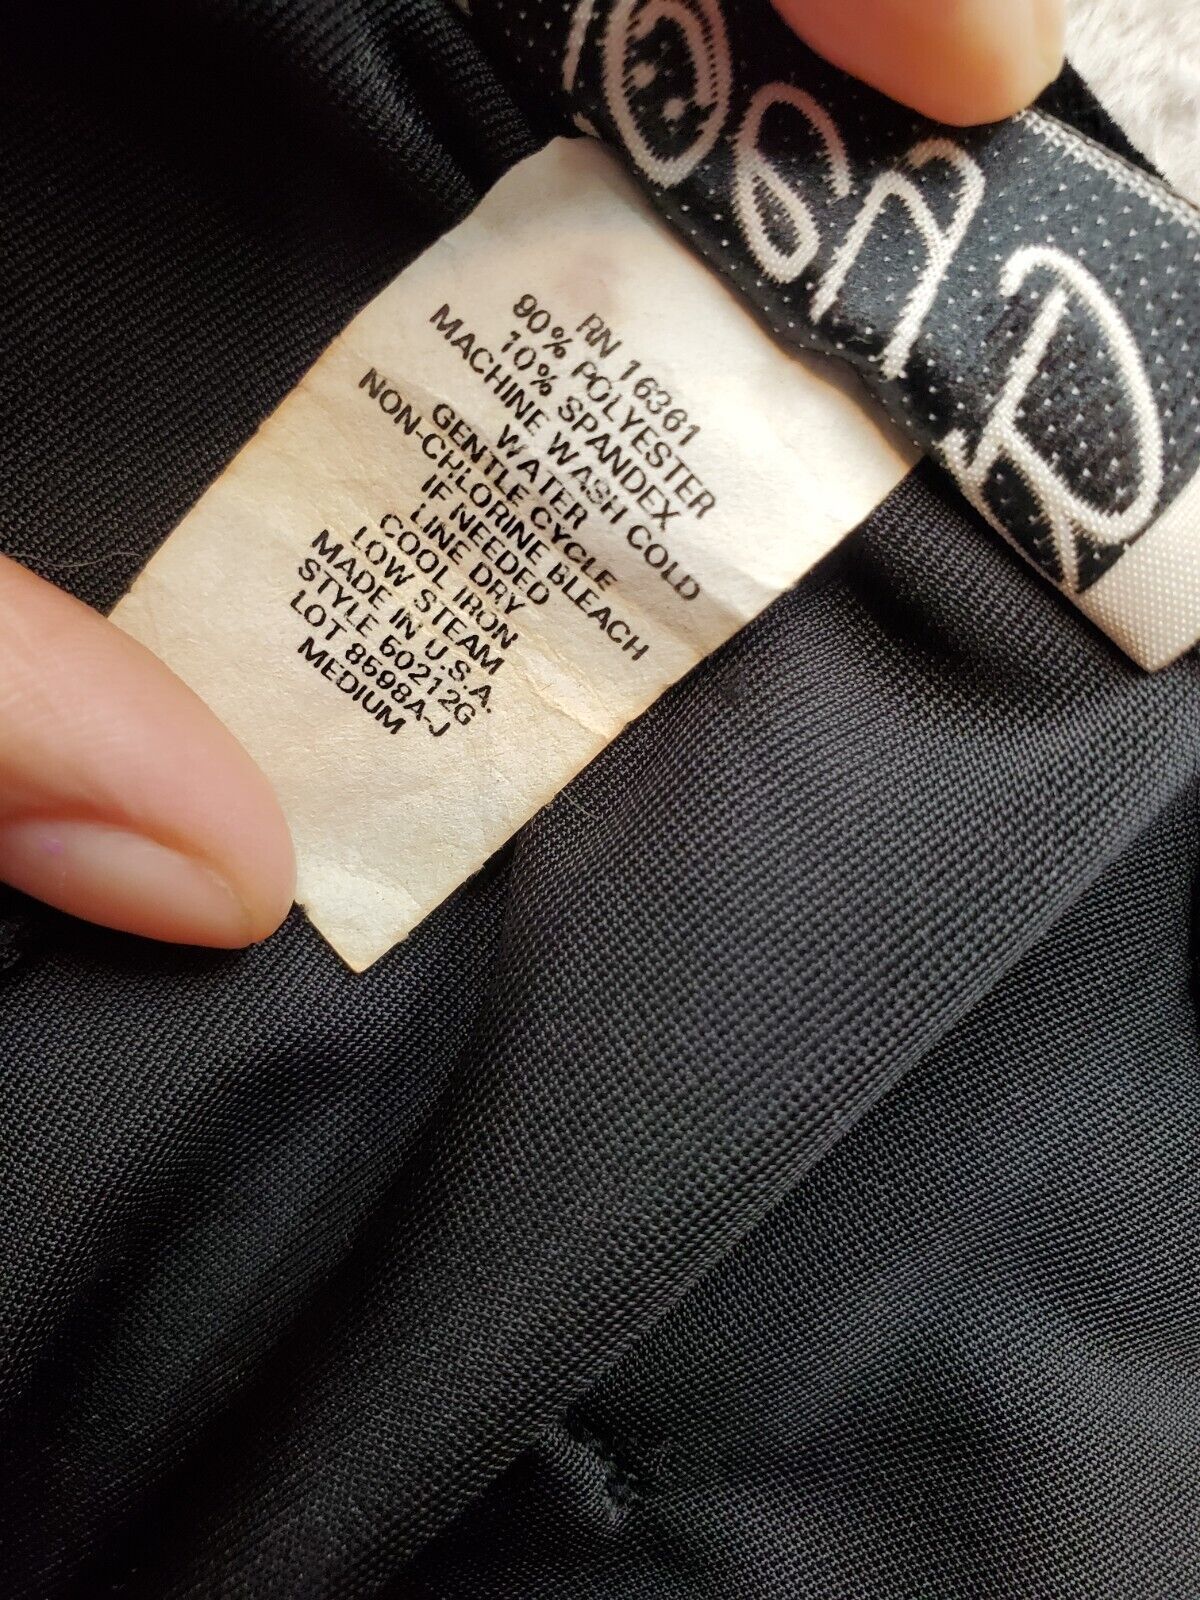 RN 16361
90% POLYESTER
10% SPANDEX
MACHINE WASH COLD
WATER
GENTLE CYCLE
NON-CHLORINE BLEACH
IF NEEDED
LINE DRY
COOL IRON
LOW STEAM
MADE IN U.S.A.
STYLE 50212G
LOT 8598A-J
MEDIUM